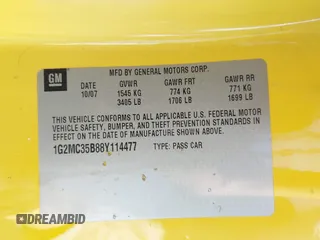 GM
MFD BY GENERAL MOTORS CORP.
DATE GVWR GAWR FRT GAWR RR
10/07 1545 KG 774 KG 771 KG
3405 LB 1706 LB 1699 LB
THIS VEHICLE CONFORMS TO ALL APPLICABLE U.S. FEDERAL MOTOR
VEHICLE SAFETY, BUMPER, AND THEFT PREVENTION STANDARDS IN
EFFECT ON THE DATE OF MANUFACTURE SHOWN ABOVE.
1G2MC35B88Y114477 TYPE: PASS CAR
DREAMBID